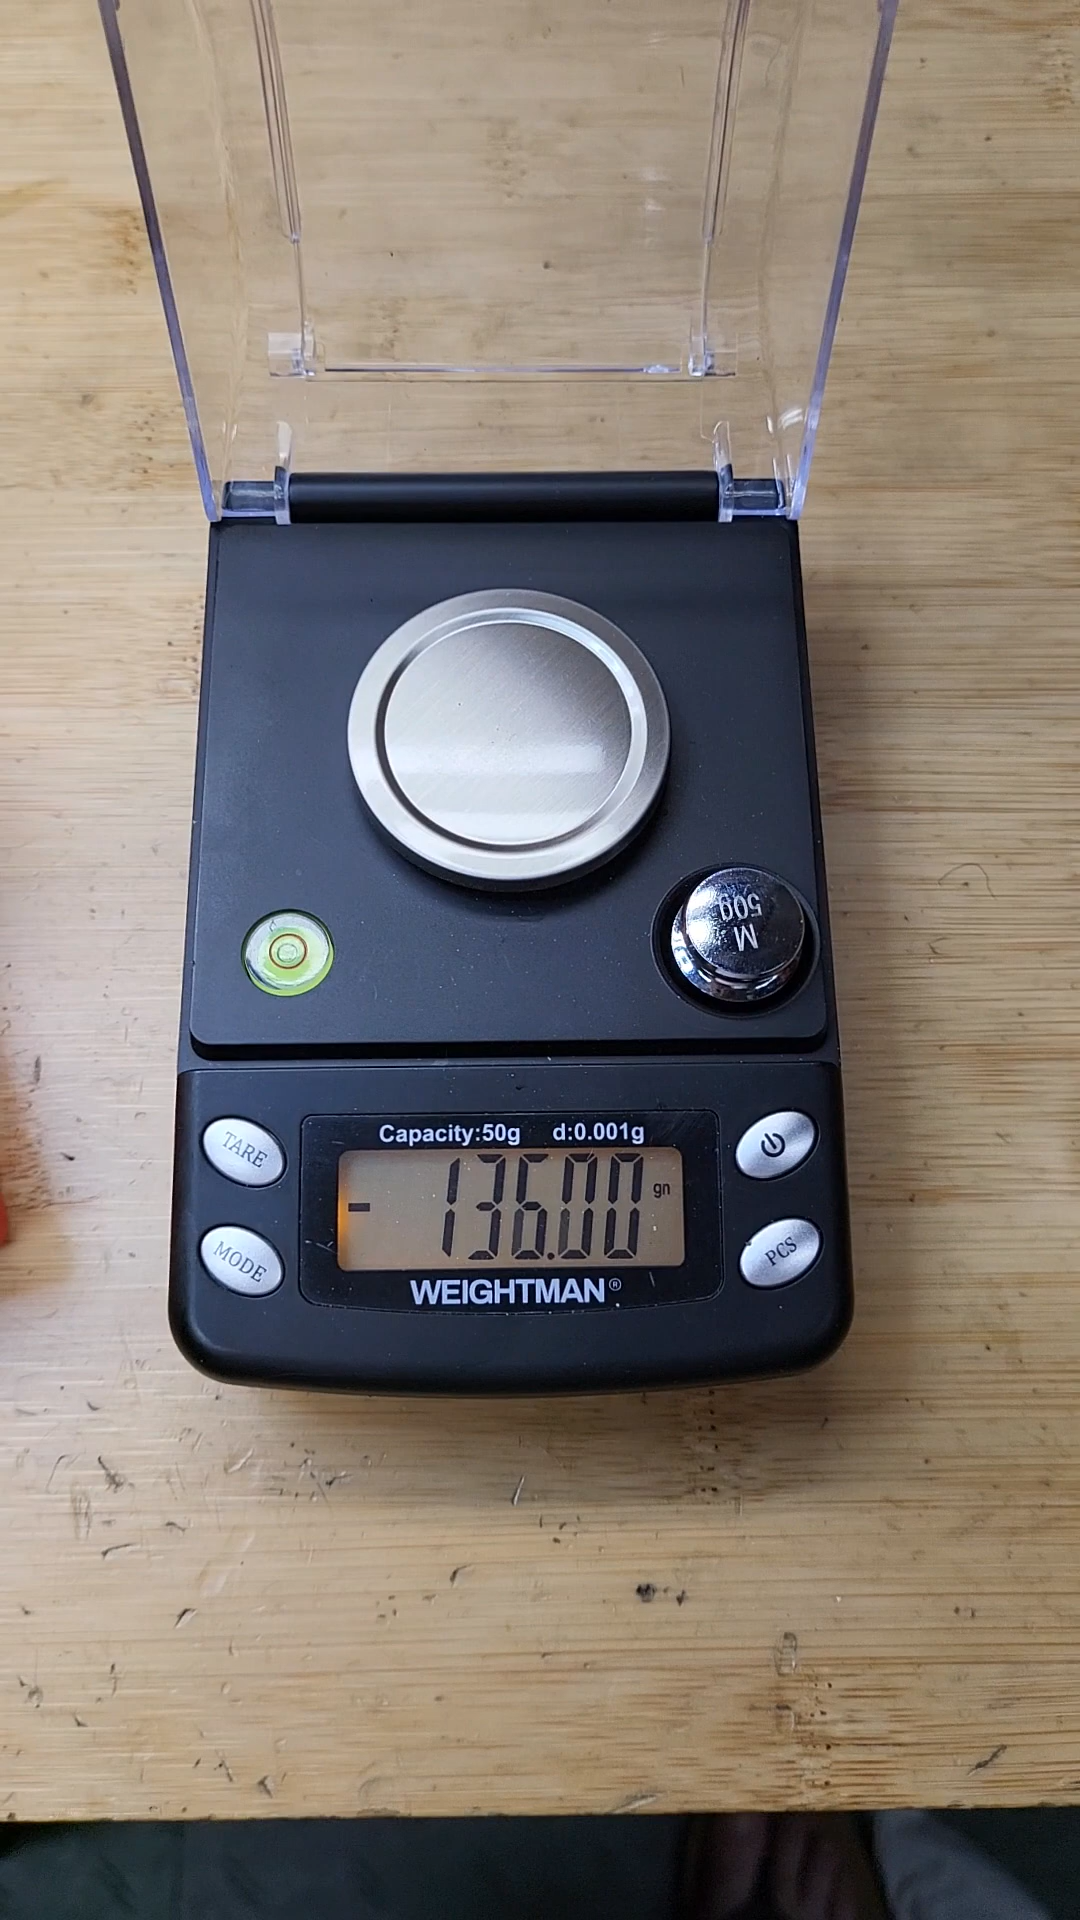 M
50g
Capacity:50g d:0.001g
TARE
- 136.00 gn
MODE
PCS
WEIGHTMAN®